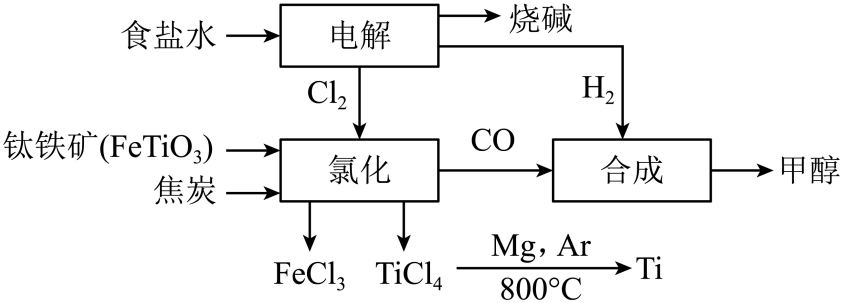 食盐水
电解
烧碱
Cl₂
H₂
钛铁矿(FeTiO₃)
焦炭
氯化
CO
合成
甲醇
FeCl₃
TiCl₄
Mg，Ar
800°C
Ti